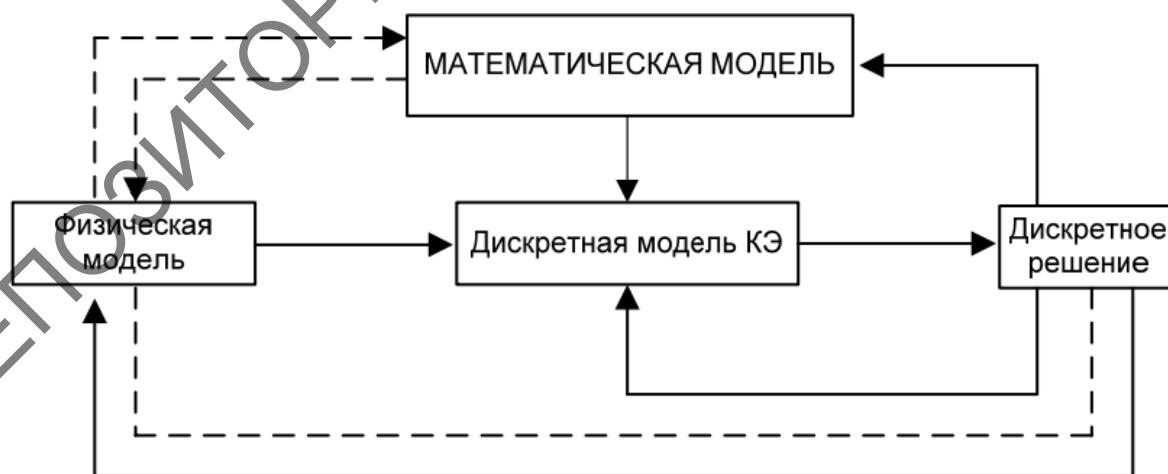 МАТЕМАТИЧЕСКАЯ МОДЕЛЬ
Физическая
модель
Дискретная модель КЭ
Дискретное
решение